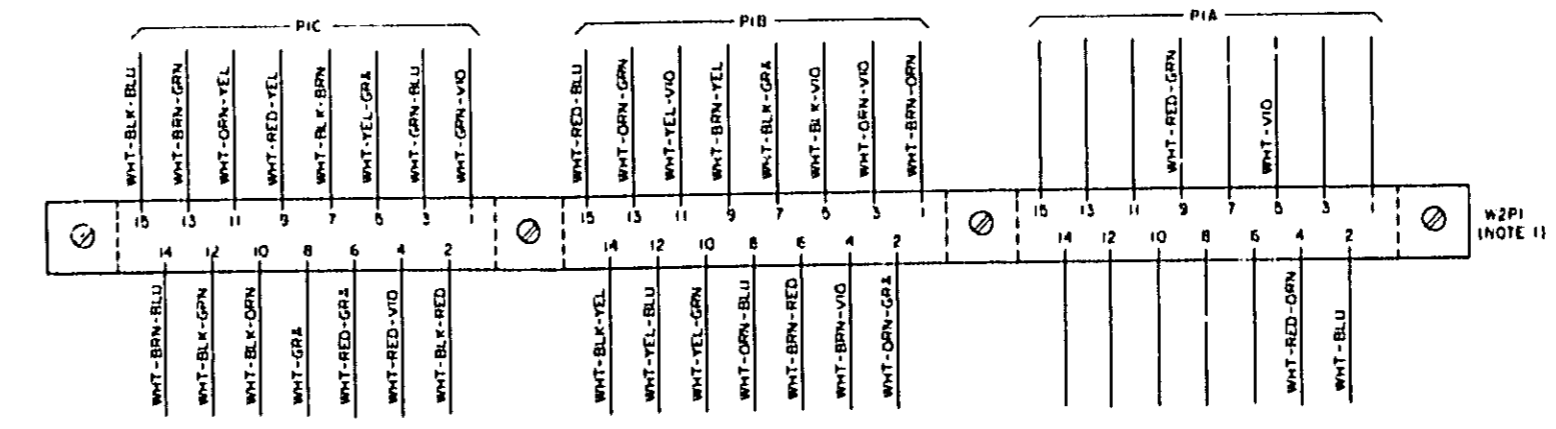 P1C P1B P1A
WHT-BLK-BLU
WHT-BRN-GRN
WHT-ORN-YEL
WHT-RED-YEL
WHT-BLK-BRN
WHT-YEL-GRA
WHT-GRN-BLU
WHT-GRN-VIO
WHT-RED-BLU
WHT-ORN-GRN
WHT-YEL-VIO
WHT-BRN-YEL
WHT-BLK-GRA
WHT-BLK-VIO
WHT-ORN-VIO
WHT-BRN-ORN
WHT-RED-GRN
WHT-VIO
15 13 11 9 7 5 3 1 15 13 11 9 7 5 3 1 15 13 11 9 7 5 3 1
14 12 10 8 6 4 2 14 12 10 8 6 4 2 14 12 10 8 6 4 2
W2P1
(NOTE 1)
WHT-BRN-BLU
WHT-BLK-GRN
WHT-BLK-ORN
WHT-GRA
WHT-RED-GRA
WHT-RED-VIO
WHT-BLK-RED
WHT-BLK-YEL
WHT-YEL-BLU
WHT-YEL-GRN
WHT-ORN-BLU
WHT-BRN-RED
WHT-BRN-VIO
WHT-ORN-GRA
WHT-RED-ORN
WHT-BLU